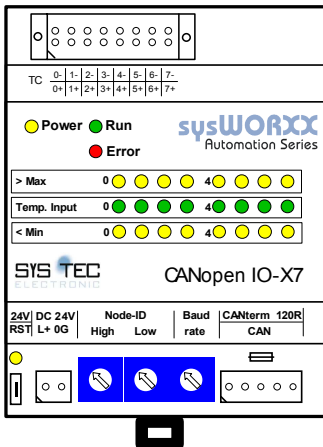 TC 0- 1- 2- 3- 4- 5- 6- 7-
0+ 1+ 2+ 3+ 4+ 5+ 6+ 7+
Power Run
Error
sysWORXX
Automation Series
> Max 0 4
Temp. Input 0 4
< Min 0 4
SYS TEC
ELECTRONIC
CANopen IO-X7
24V DC 24V Node-ID Baud CANterm 120R
RST L+ 0G High Low rate CAN